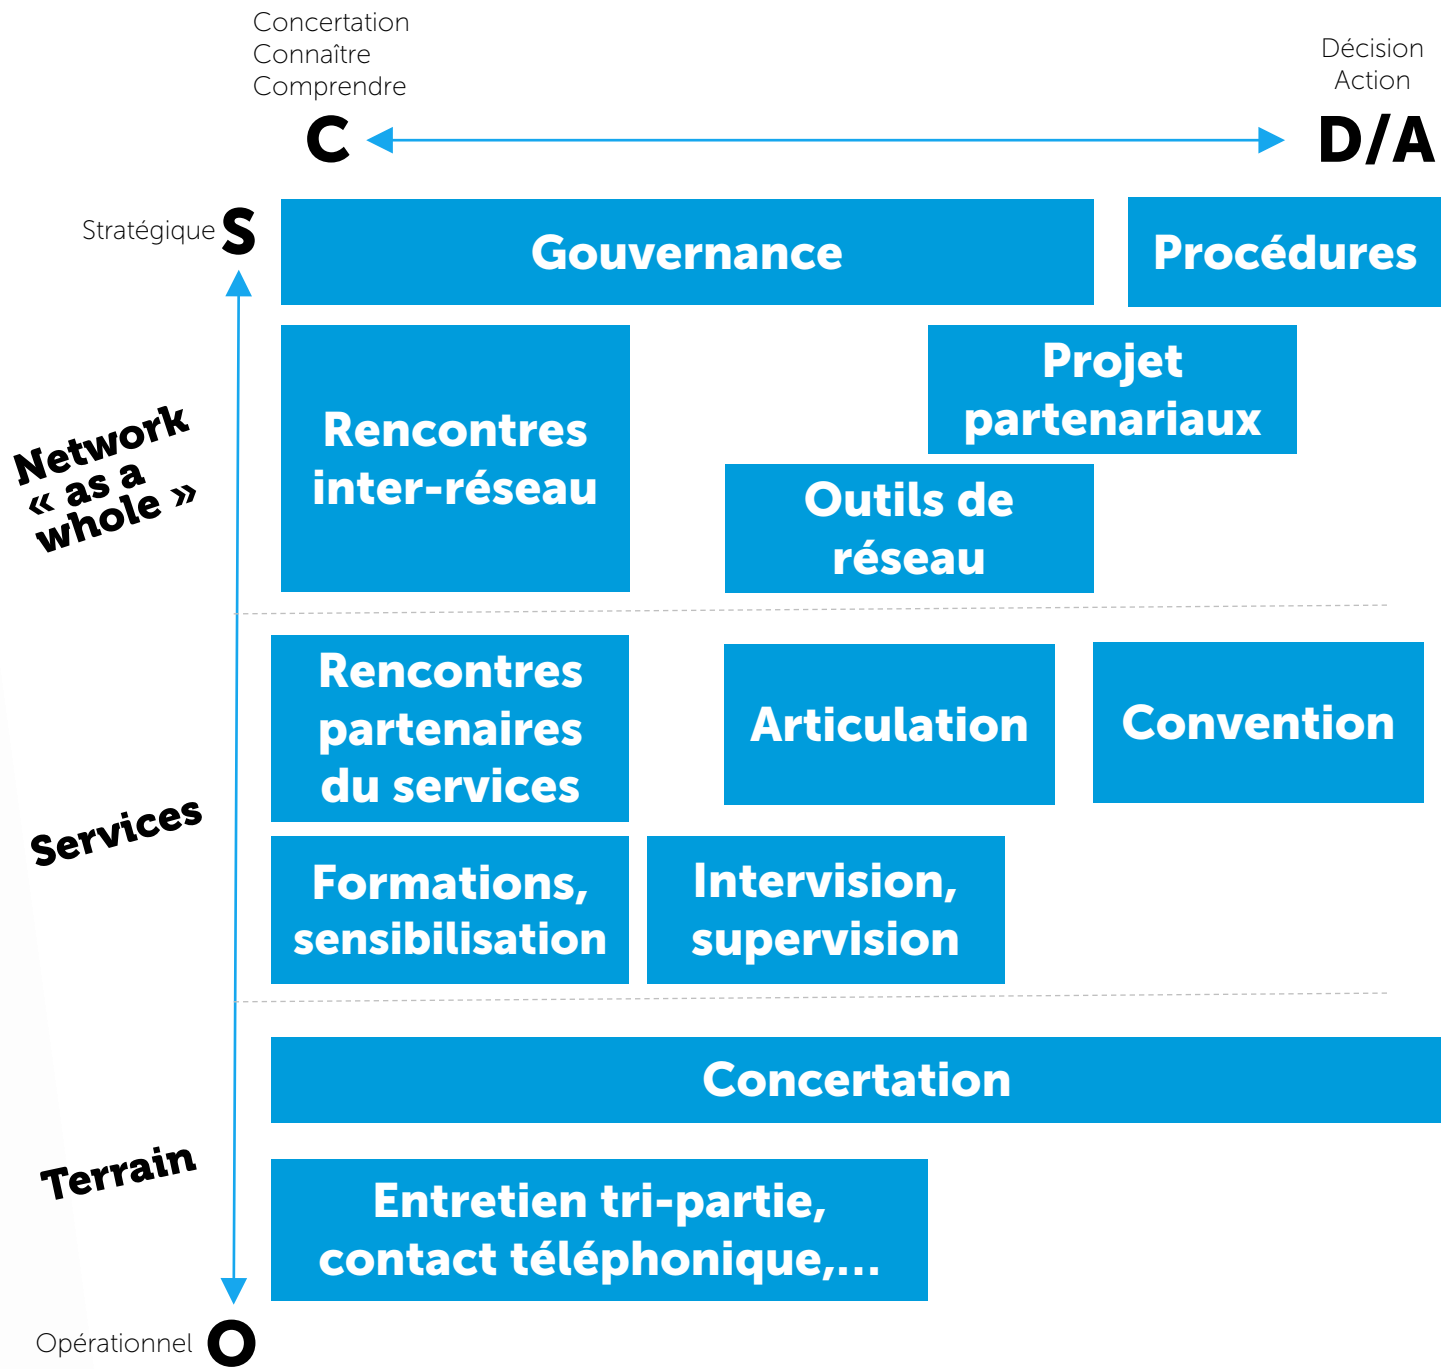 Concertation
Connaître
Comprendre
Décision
Action
C
D/A
Stratégique S
Gouvernance
Procédures
Network
« as a
whole »
Rencontres
inter-réseau
Projet
partenariaux
Outils de
réseau
Services
Rencontres
partenaires
du services
Articulation
Convention
Formations,
sensibilisation
Intervision,
supervision
Terrain
Concertation
Entretien tri-partie,
contact téléphonique,...
Opérationnel O